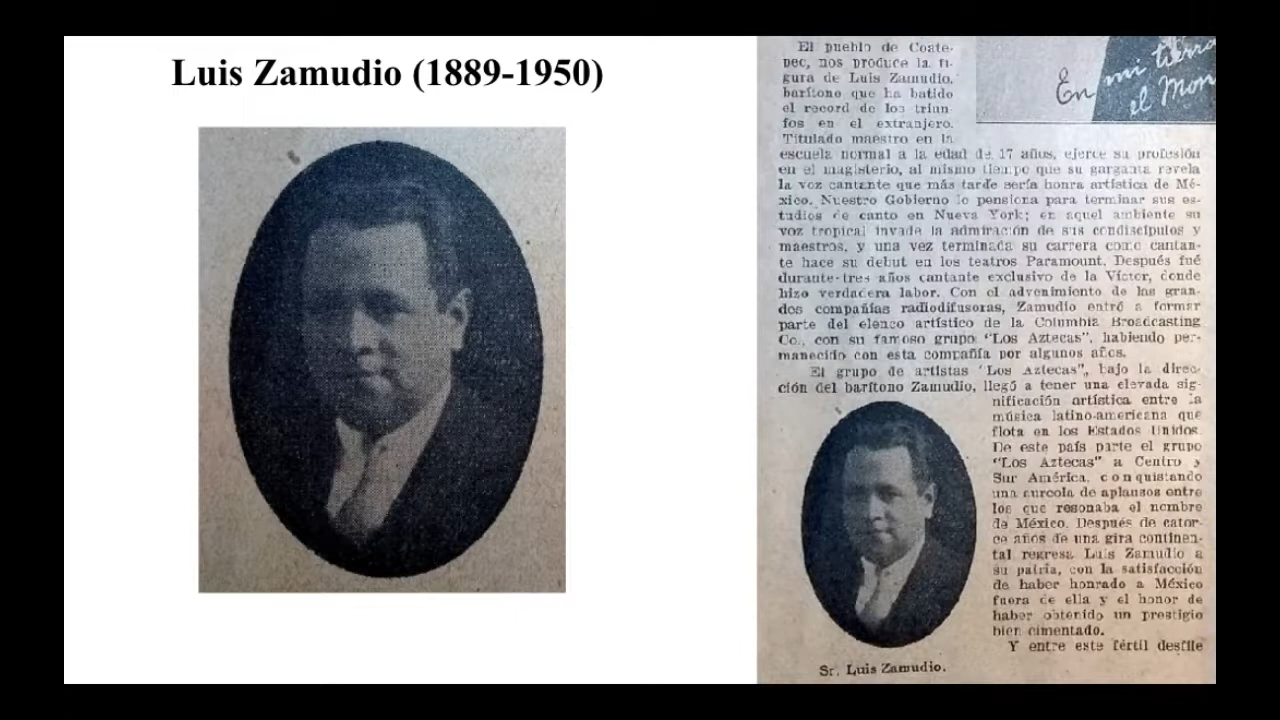 Luis Zamudio (1889-1950)
El pueblo de Coate-
pec, nos produce la fi-
gura de Luis Zamudio,
barítono que ha batido
el record de los triun-
fos en el extranjero.
Titulado maestro en la
escuela normal a la edad de 17 años, ejerce su profesión
en el magisterio, al mismo tiempo que su garganta revela
la voz cantante que más tarde sería honra artística de Mé-
xico. Nuestro Gobierno lo pensiona para terminar sus es-
tudios de canto en Nueva York; en aquel ambiente su
voz tropical invade la admiración de sus condiscípulos y
maestros, y una vez terminada su carrera como cantan-
te hace su debut en los teatros Paramount. Después fué
durante tres años cantante exclusivo de la Víctor, donde
hizo verdadera labor. Con el advenimiento de las gran-
des compañías radiodifusoras, Zamudio entró a formar
parte del elenco artístico de la Columbia Broadcasting
Co., con su famoso grupo "Los Aztecas", habiendo per-
manecido con esta compañía por algunos años.
El grupo de artistas "Los Aztecas", bajo la direc-
ción del barítono Zamudio, llegó a tener una elevada sig-
nificación artística entre la
música latino-americana que
flota en los Estados Unidos.
De este país parte el grupo
"Los Aztecas" a Centro y
Sur América, conquistando
una aureola de aplausos entre
los que resonaba el nombre
de México. Después de cator-
ce años de una gira continen-
tal regresa Luis Zamudio a
su patria, con la satisfacción
de haber honrado a México
fuera de ella y el honor de
haber obtenido un prestigio
bien cimentado.
Y entre este fértil desfile
En mi tierra
el Mon
Sr. Luis Zamudio.